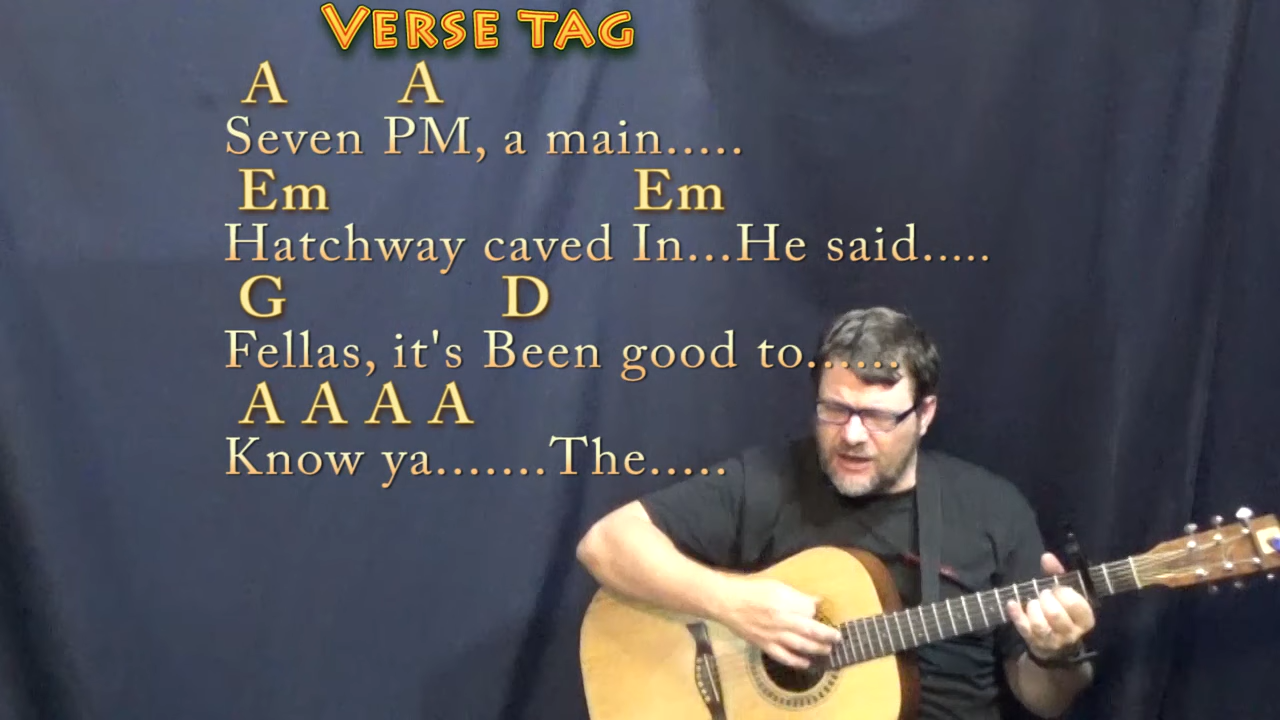 VERSE TAG
A A
Seven PM, a main.....
Em Em
Hatchway caved In...He said.....
G D
Fellas, it's Been good to......
A A A A
Know ya.......The.....